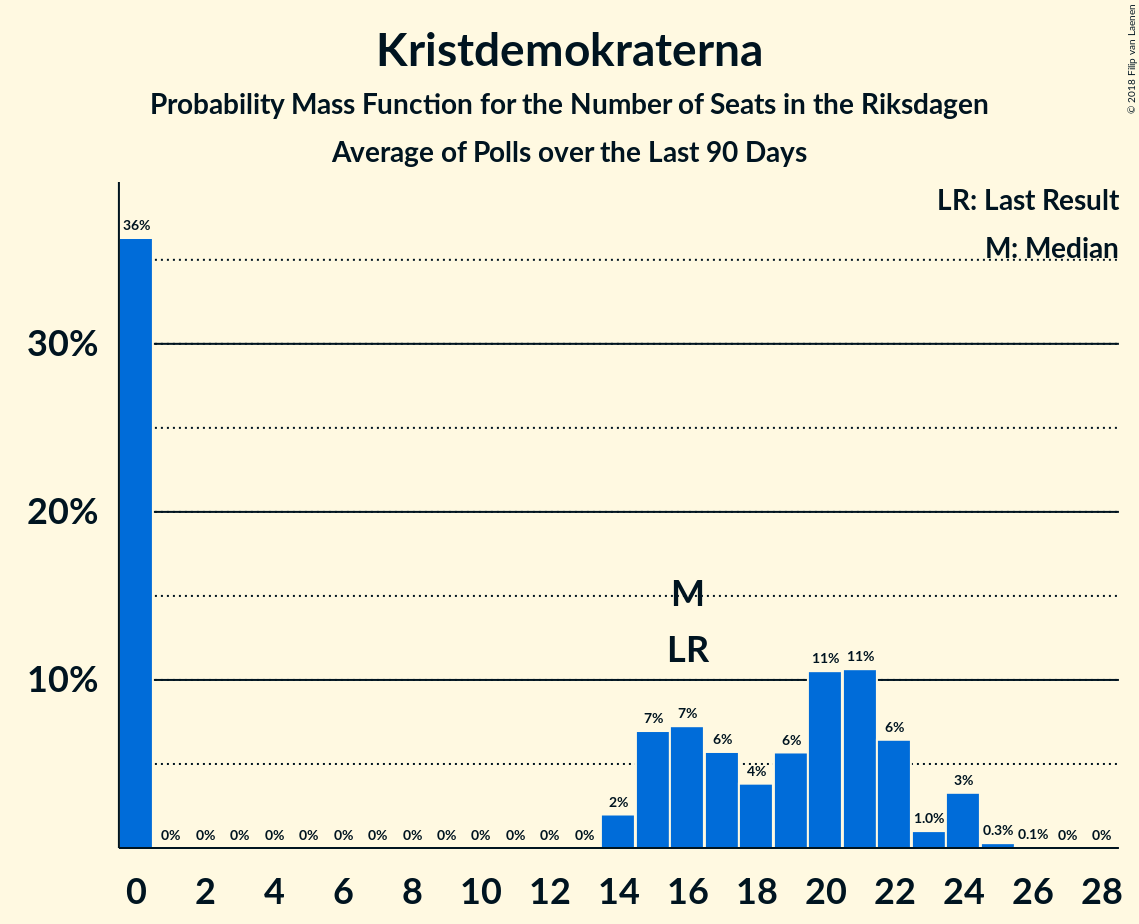 Kristdemokraterna
Probability Mass Function for the Number of Seats in the Riksdagen
Average of Polls over the Last 90 Days
© 2018 Filip van Laenen
LR: Last Result
M: Median
36%
30%
20%
M
LR
10%
0% 0% 0% 0% 0% 0% 0% 0% 0% 0% 0% 0% 0% 2% 7% 7% 6% 4% 6% 11% 11% 6% 1.0% 3% 0.3% 0.1% 0% 0%
0 2 4 6 8 10 12 14 16 18 20 22 24 26 28